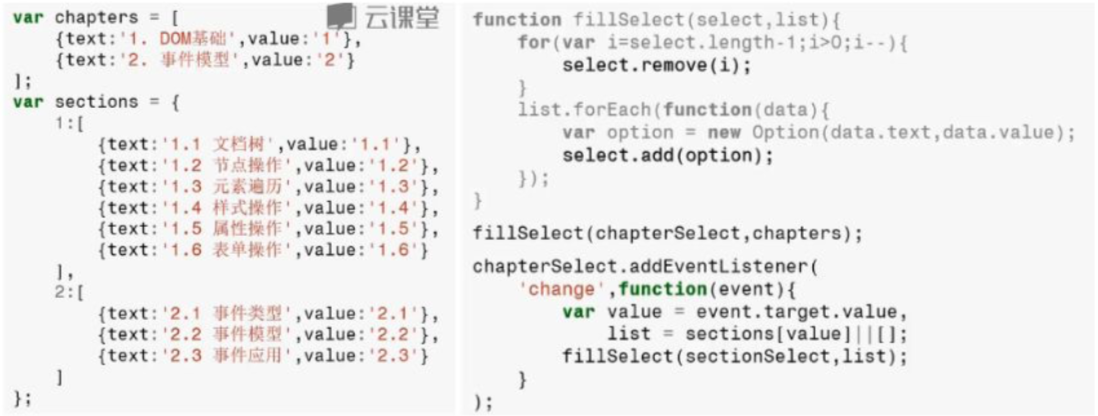 云课堂
var chapters = [
    {text:'1. DOM基础',value:'1'},
    {text:'2. 事件模型',value:'2'}
];
var sections = {
    1:[
        {text:'1.1 文档树',value:'1.1'},
        {text:'1.2 节点操作',value:'1.2'},
        {text:'1.3 元素遍历',value:'1.3'},
        {text:'1.4 样式操作',value:'1.4'},
        {text:'1.5 属性操作',value:'1.5'},
        {text:'1.6 表单操作',value:'1.6'}
    ],
    2:[
        {text:'2.1 事件类型',value:'2.1'},
        {text:'2.2 事件模型',value:'2.2'},
        {text:'2.3 事件应用',value:'2.3'}
    ]
};
function fillSelect(select,list){
    for(var i=select.length-1;i>0;i--){
        select.remove(i);
    }
    list.forEach(function(data){
        var option = new Option(data.text,data.value);
        select.add(option);
    });
}
fillSelect(chapterSelect,chapters);
chapterSelect.addEventListener(
    'change',function(event){
        var value = event.target.value,
            list = sections[value]||[];
        fillSelect(sectionSelect,list);
    }
);